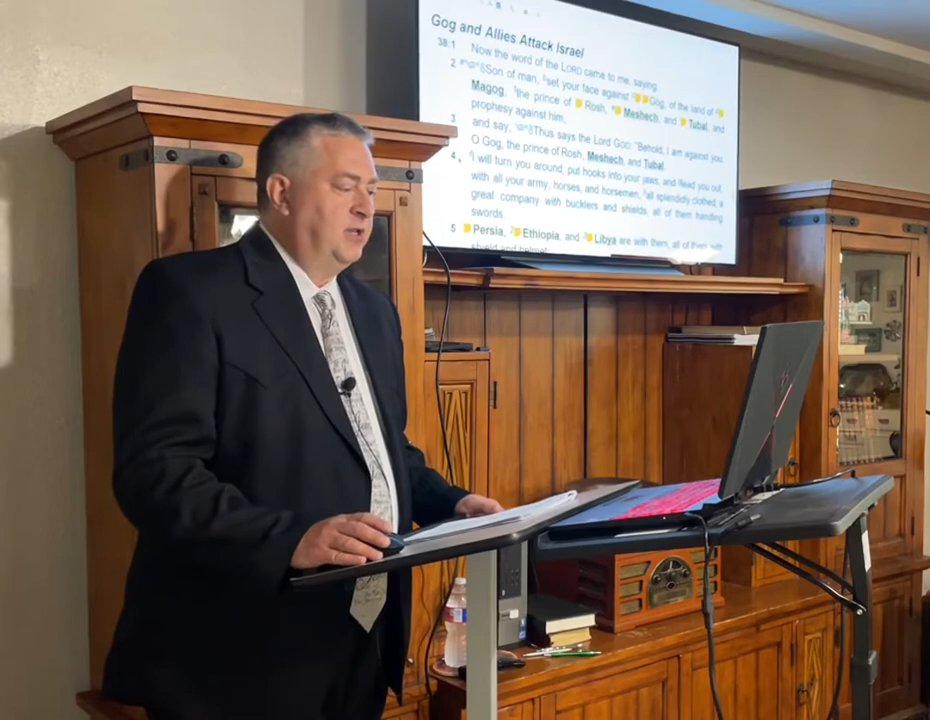 Gog and Allies Attack Israel
38:1 Now the word of the LORD came to me, saying,
2 Son of man, set your face against Gog, of the land of
Magog, the prince of Rosh, Meshech, and Tubal, and
prophesy against him,
3 and say, Thus says the Lord GOD: "Behold, I am against you,
O Gog, the prince of Rosh, Meshech, and Tubal.
4 I will turn you around, put hooks into your jaws, and lead you out,
with all your army, horses, and horsemen, all splendidly clothed, a
great company with bucklers and shields, all of them handling
swords.
5 Persia, Ethiopia, and Libya are with them, all of them with
shield and helmet